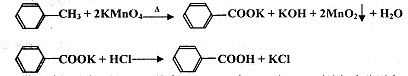 CH₃ + 2KMnO₄ Δ COOK + KOH + 2MnO₂ ↓ + H₂O
COOK + HCl COOH + KCl